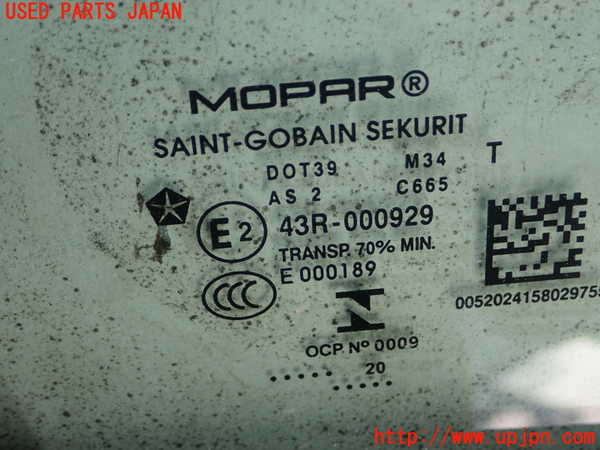 USED PARTS JAPAN
MOPAR®
SAINT-GOBAIN SEKURIT
DOT39 M34 T
AS 2 C665
E2 43R-000929
TRANSP. 70% MIN.
E 000189
CCC
OCP Nº 0009
..... 20 .....
0052024158029755
http://www.upjpn.com/